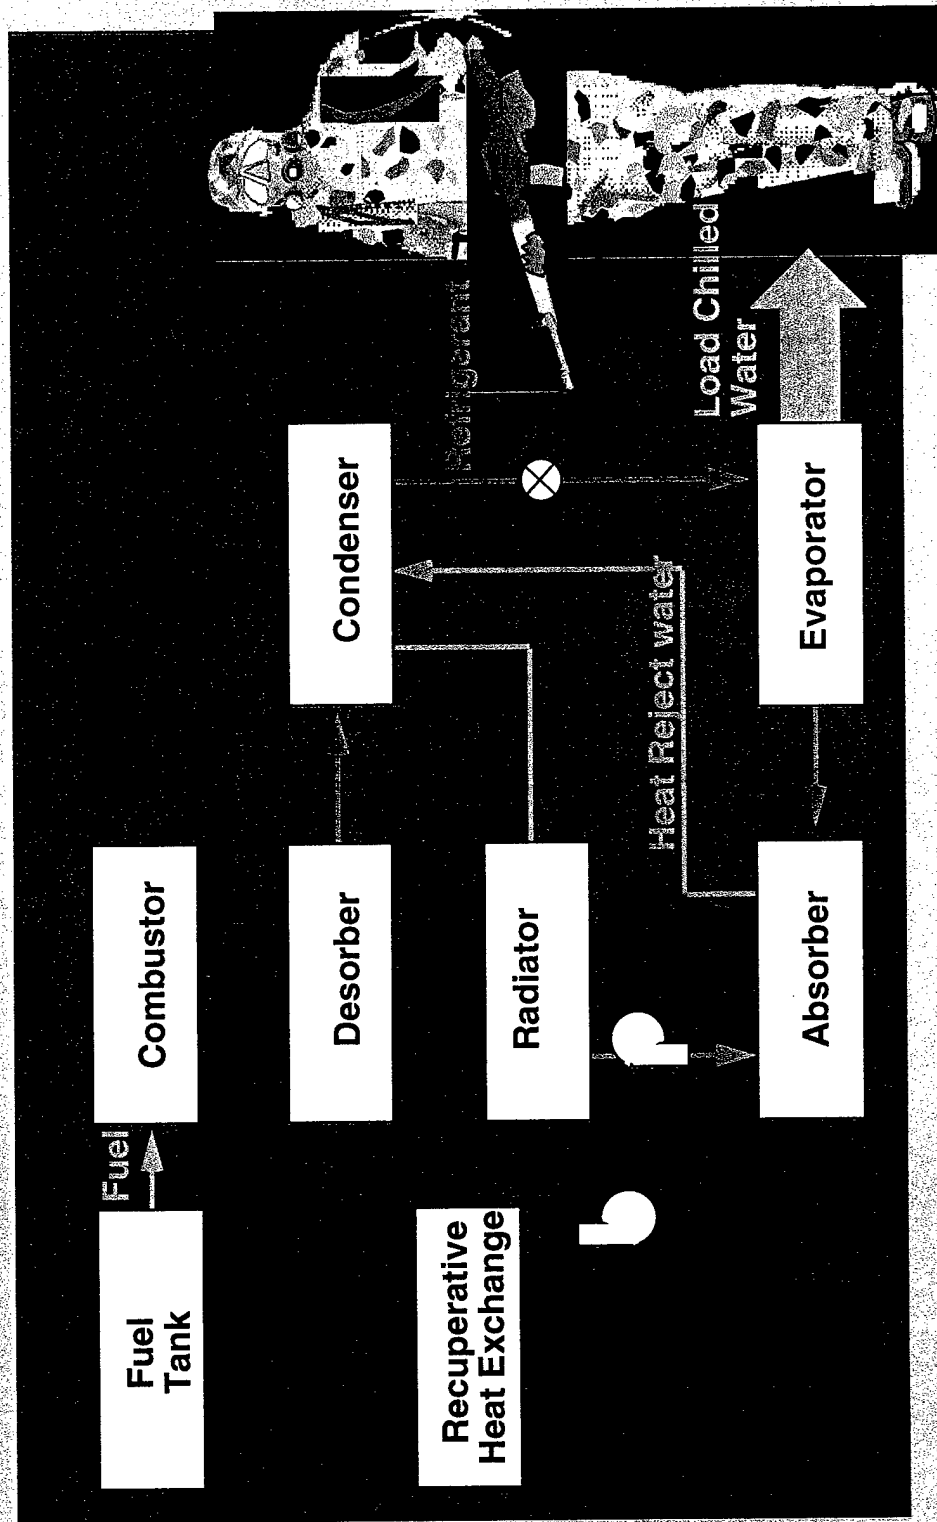 Fuel
Tank
Fuel
Combustor
Desorber
Condenser
Refrigerant
Recuperative
Heat Exchange
Radiator
Heat Reject water
Load Chilled
Water
Absorber
Evaporator